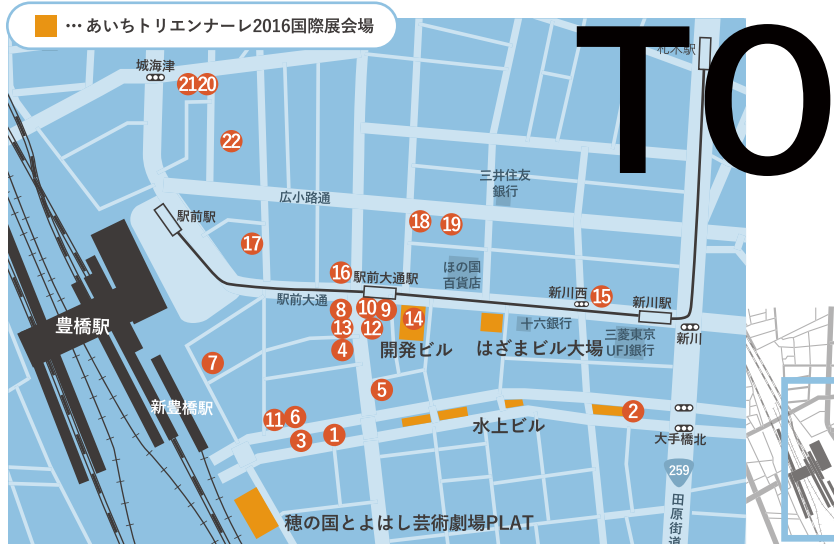 …あいちトリエンナーレ2016国際展会場
TO
札木駅
城海津
21
20
22
三井住友
銀行
広小路通
駅前駅
18
19
17
16
駅前大通駅
ほの国
百貨店
駅前大通
新川西
15
新川駅
8
10
9
14
豊橋駅
13
12
十六銀行
三菱東京
UFJ銀行
新川
4
開発ビル
はざまビル大場
7
5
新豊橋駅
11
6
2
水上ビル
3
1
大手橋北
259
田原街道
穂の国とよはし芸術劇場PLAT